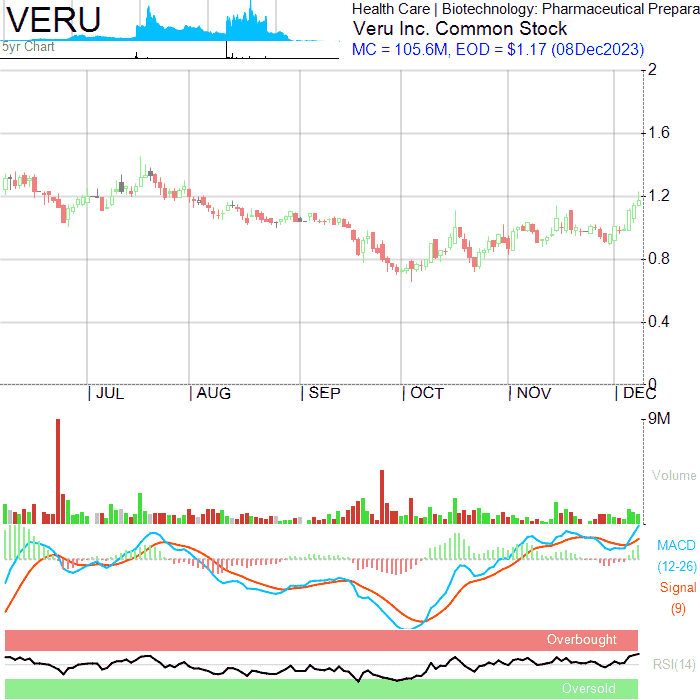 VERU
5yr Chart
Health Care | Biotechnology: Pharmaceutical Prepara
Veru Inc. Common Stock
MC = 105.6M, EOD = $1.17 (08Dec2023)
2
1.6
1.2
0.8
0.4
0
JUL AUG SEP OCT NOV DEC
9M
Volume
MACD
(12-26)
Signal
(9)
Overbought
RSI(14)
Oversold